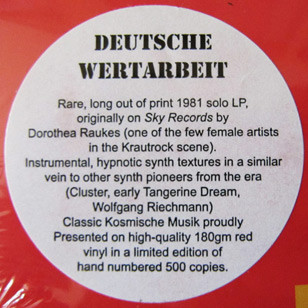 DEUTSCHE
WERTARBEIT
Rare, long out of print 1981 solo LP,
originally on Sky Records by
Dorothea Raukes (one of the few female artists
in the Krautrock scene).
Instrumental, hypnotic synth textures in a similar
vein to other synth pioneers from the era
(Cluster, early Tangerine Dream,
Wolfgang Riechmann)
Classic Kosmische Musik proudly
Presented on high-quality 180gm red
vinyl in a limited edition of
hand numbered 500 copies.